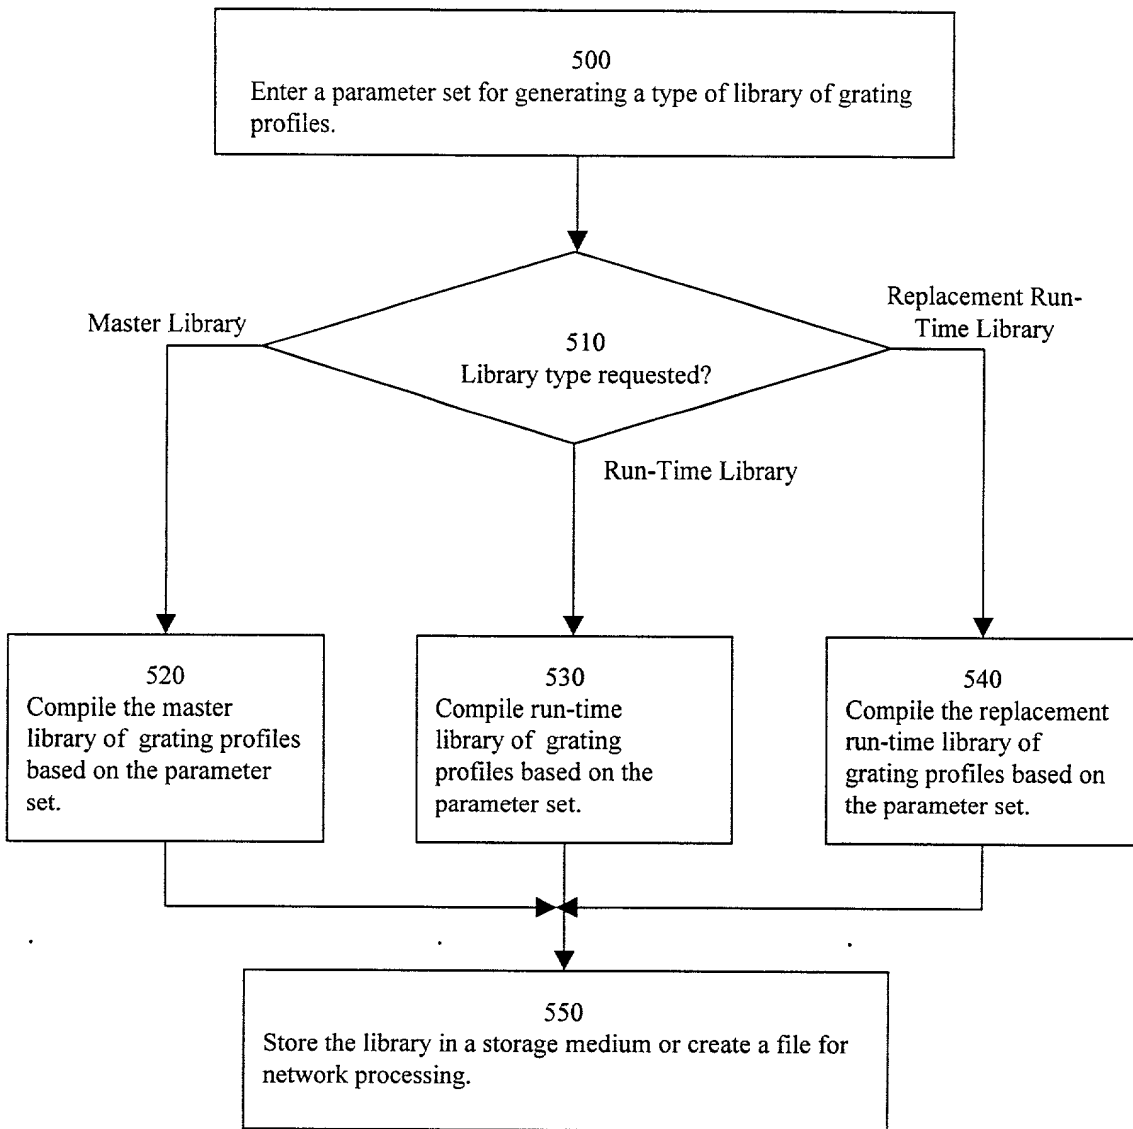 500
Enter a parameter set for generating a type of library of grating
profiles.
Master Library
Replacement Run-
Time Library
510
Library type requested?
Run-Time Library
520
Compile the master
library of grating profiles
based on the parameter
set.
530
Compile run-time
library of grating
profiles based on the
parameter set.
540
Compile the replacement
run-time library of
grating profiles based on
the parameter set.
550
Store the library in a storage medium or create a file for
network processing.